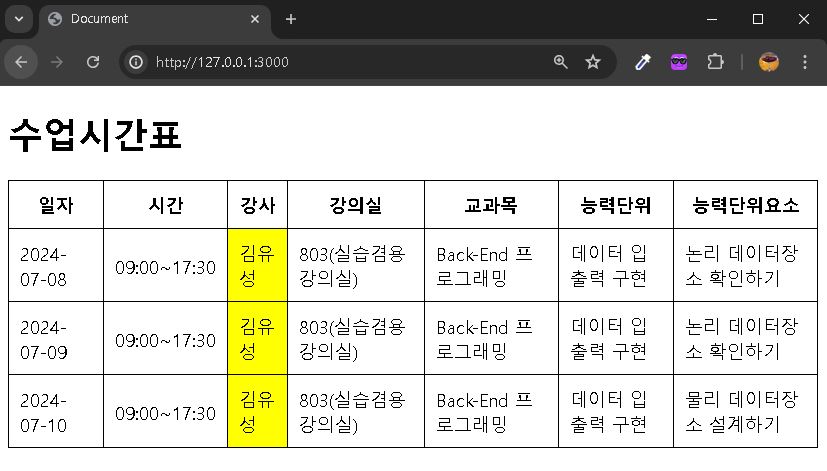 Document
http://127.0.0.1:3000
수업시간표
일자 시간 강사 강의실 교과목 능력단위 능력단위요소
2024- 김유 803(실습겸용 Back-End 프 데이터 입 논리 데이터장
07-08 09:00~17:30 성 강의실) 로그래밍 출력 구현 소 확인하기
2024- 김유 803(실습겸용 Back-End 프 데이터 입 논리 데이터장
07-09 09:00~17:30 성 강의실) 로그래밍 출력 구현 소 확인하기
2024- 김유 803(실습겸용 Back-End 프 데이터 입 물리 데이터장
07-10 09:00~17:30 성 강의실) 로그래밍 출력 구현 소 설계하기